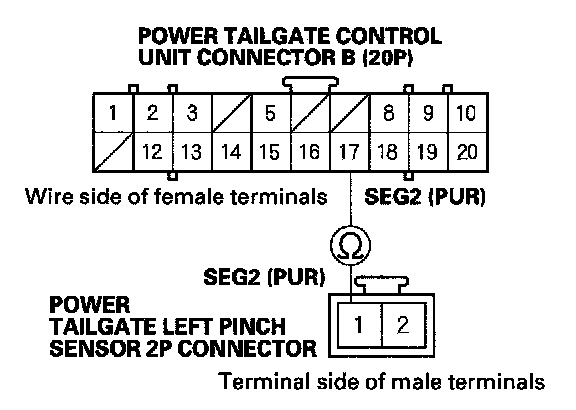 POWER TAILGATE CONTROL
UNIT CONNECTOR B (20P)
1 2 3 5 8 9 10
12 13 14 15 16 17 18 19 20
Wire side of female terminals
SEG2 (PUR)
Ω
SEG2 (PUR)
POWER
TAILGATE LEFT PINCH
SENSOR 2P CONNECTOR
1 2
Terminal side of male terminals